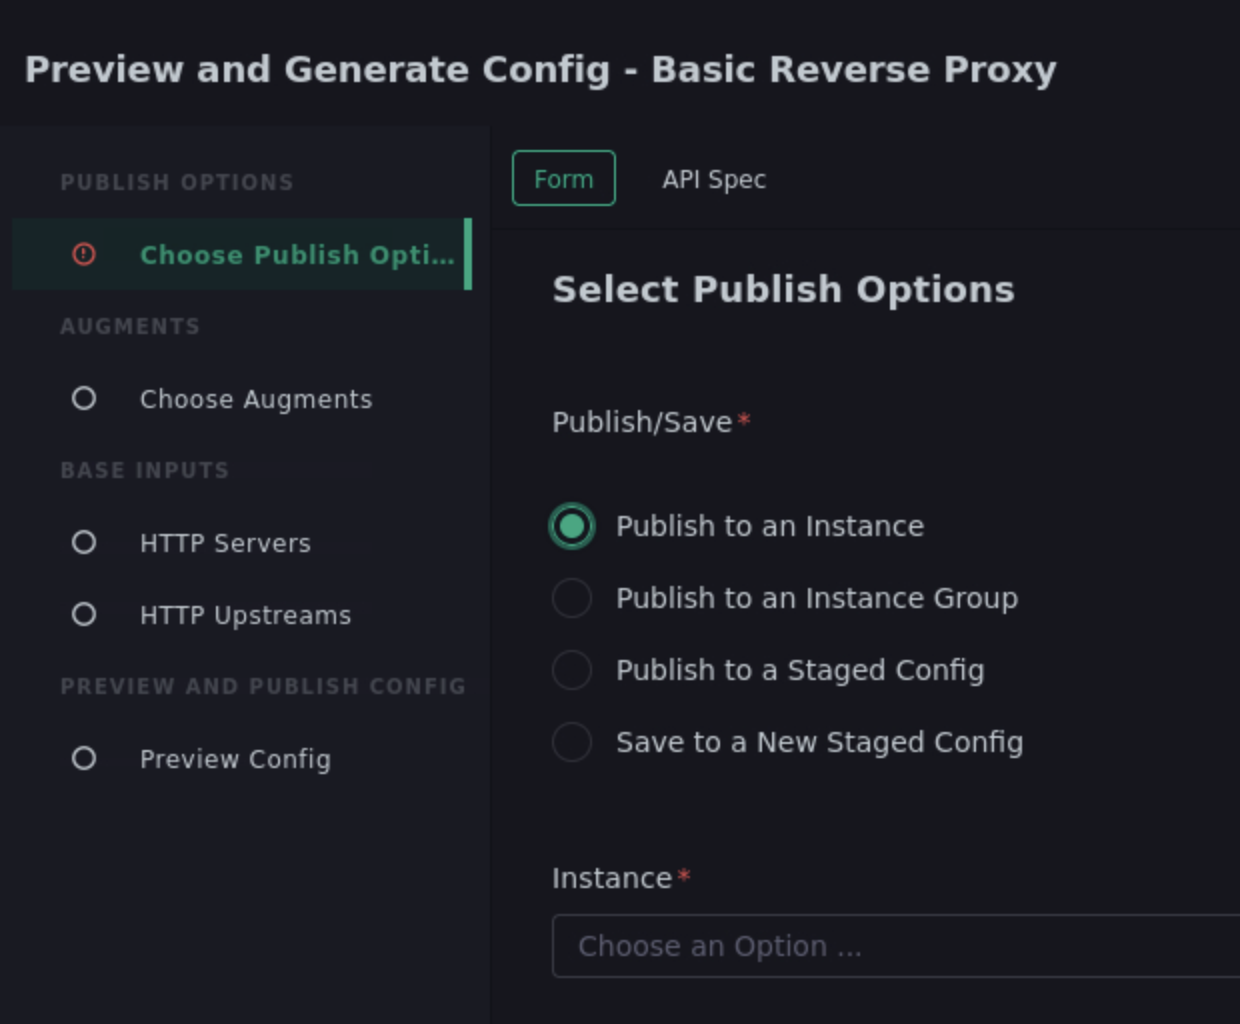 Preview and Generate Config - Basic Reverse Proxy
PUBLISH OPTIONS
Choose Publish Opti...
AUGMENTS
Choose Augments
BASE INPUTS
HTTP Servers
HTTP Upstreams
PREVIEW AND PUBLISH CONFIG
Preview Config
Form
API Spec
Select Publish Options
Publish/Save*
Publish to an Instance
Publish to an Instance Group
Publish to a Staged Config
Save to a New Staged Config
Instance*
Choose an Option ...